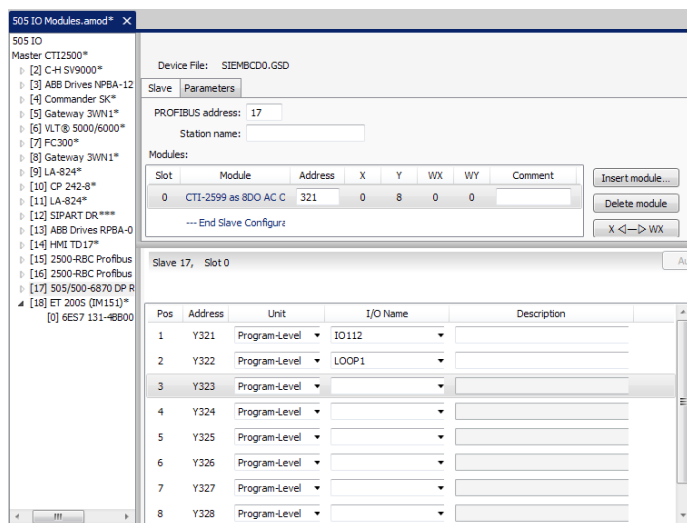 505 IO Modules.amod* X
505 IO
Master CTI2500*
[2] C-H SV9000*
[3] ABB Drives NPBA-12
[4] Commander SK*
[5] Gateway 3WN1*
[6] VLT® 5000/6000*
[7] FC300*
[8] Gateway 3WN1*
[9] LA-824*
[10] CP 242-8*
[11] LA-824*
[12] SIPART DR***
[13] ABB Drives RPBA-0
[14] HMI TD17*
[15] 2500-RBC Profibus
[16] 2500-RBC Profibus
[17] 505/500-6870 DP R
[18] ET 200S (IM151)*
[0] 6ES7 131-4BB00
Device File: SIEMBCD0.GSD
Slave Parameters
PROFIBUS address: 17
Station name:
Modules:
Slot Module Address X Y WX WY Comment
0 CTI-2599 as 8DO AC C 321 0 8 0 0
--- End Slave Configura
Insert module...
Delete module
X <—> WX
Slave 17, Slot 0
Au
Pos Address Unit I/O Name Description
1 Y321 Program-Level IO112
2 Y322 Program-Level LOOP1
3 Y323 Program-Level
4 Y324 Program-Level
5 Y325 Program-Level
6 Y326 Program-Level
7 Y327 Program-Level
8 Y328 Program-Level